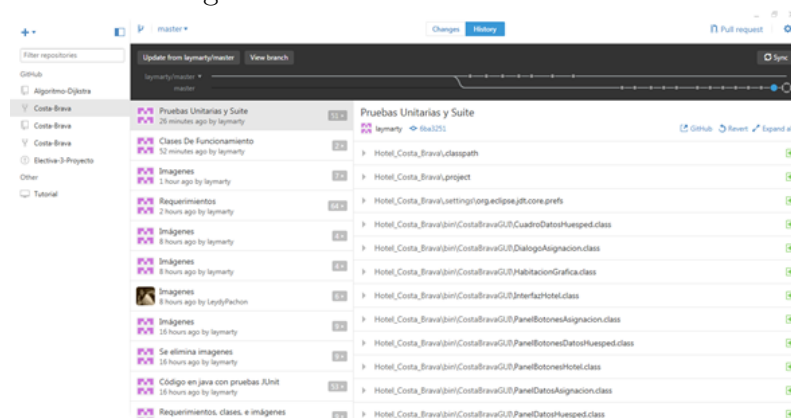 master
Changes
History
Pull request
Filter repositories
Update from laymarty/master
View branch
Sync
GitHub
laymarty/master
master
Algoritmo-Dijkstra
Costa-Brava
Costa-Brava
Costa-Brava
Electiva-3-Proyecto
Other
Tutorial
Pruebas Unitarias y Suite
26 minutes ago by laymarty
Clases De Funcionamiento
52 minutes ago by laymarty
Imagenes
1 hour ago by laymarty
Requerimientos
2 hours ago by laymarty
64+
Imágenes
8 hours ago by laymarty
Imágenes
8 hours ago by laymarty
Imagenes
8 hours ago by LeydyPachon
Imágenes
16 hours ago by laymarty
Se elimina imagenes
16 hours ago by laymarty
Código en java con pruebas JUnit
16 hours ago by laymarty
Requerimientos, clases, e imágenes
Pruebas Unitarias y Suite
laymarty
6ba3251
GitHub
Revert
Expand al
Hotel_Costa_Brava\.classpath
Hotel_Costa_Brava\.project
Hotel_Costa_Brava\.settings\org.eclipse.jdt.core.prefs
Hotel_Costa_Brava\bin\CostaBravaGUI\CuadroDatosHuesped.class
Hotel_Costa_Brava\bin\CostaBravaGUI\DialogoAsignacion.class
Hotel_Costa_Brava\bin\CostaBravaGUI\HabitacionGrafica.class
Hotel_Costa_Brava\bin\CostaBravaGUI\InterfazHotel.class
Hotel_Costa_Brava\bin\CostaBravaGUI\PanelBotonesAsignacion.class
Hotel_Costa_Brava\bin\CostaBravaGUI\PanelBotonesDatosHuesped.class
Hotel_Costa_Brava\bin\CostaBravaGUI\PanelBotonesHotel.class
Hotel_Costa_Brava\bin\CostaBravaGUI\PanelDatosAsignacion.class
Hotel_Costa_Brava\bin\CostaBravaGUI\PanelDatosHuesped.class